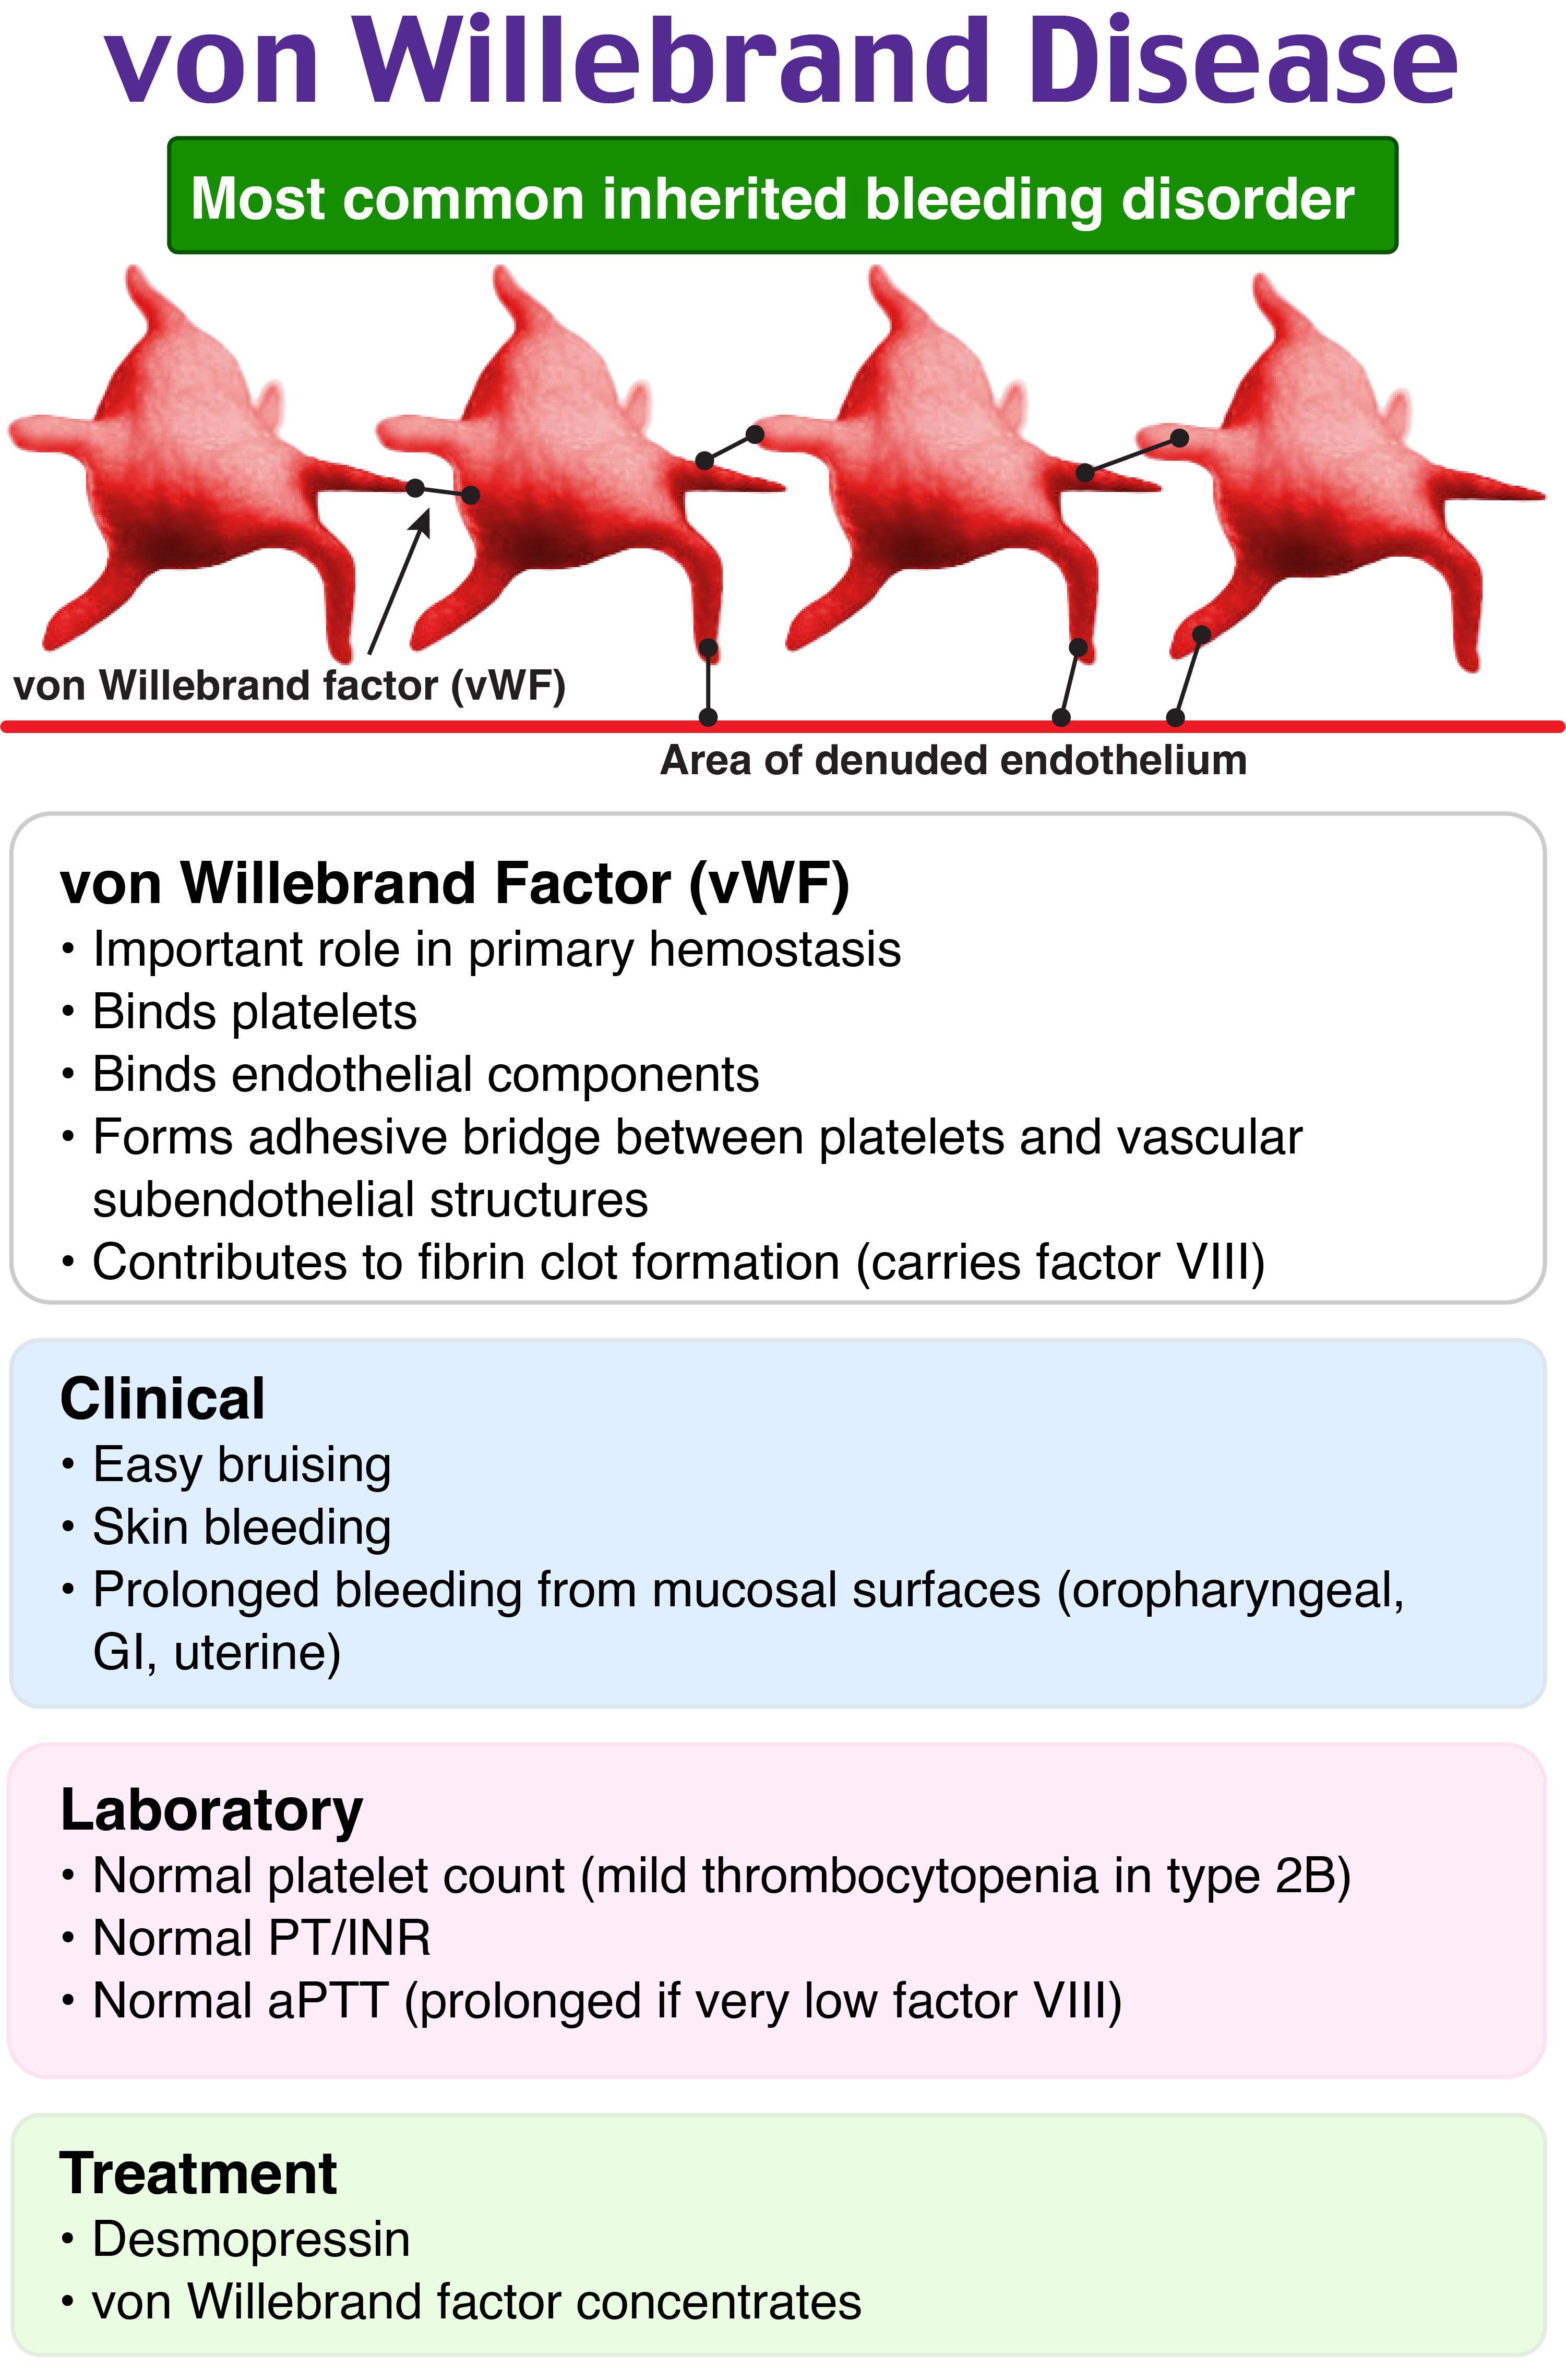 von Willebrand Disease
Most common inherited bleeding disorder
von Willebrand factor (vWF)
Area of denuded endothelium
von Willebrand Factor (vWF)
• Important role in primary hemostasis
• Binds platelets
• Binds endothelial components
• Forms adhesive bridge between platelets and vascular
subendothelial structures
• Contributes to fibrin clot formation (carries factor VIII)
Clinical
• Easy bruising
• Skin bleeding
• Prolonged bleeding from mucosal surfaces (oropharyngeal,
GI, uterine)
Laboratory
• Normal platelet count (mild thrombocytopenia in type 2B)
• Normal PT/INR
• Normal aPTT (prolonged if very low factor VIII)
Treatment
• Desmopressin
• von Willebrand factor concentrates